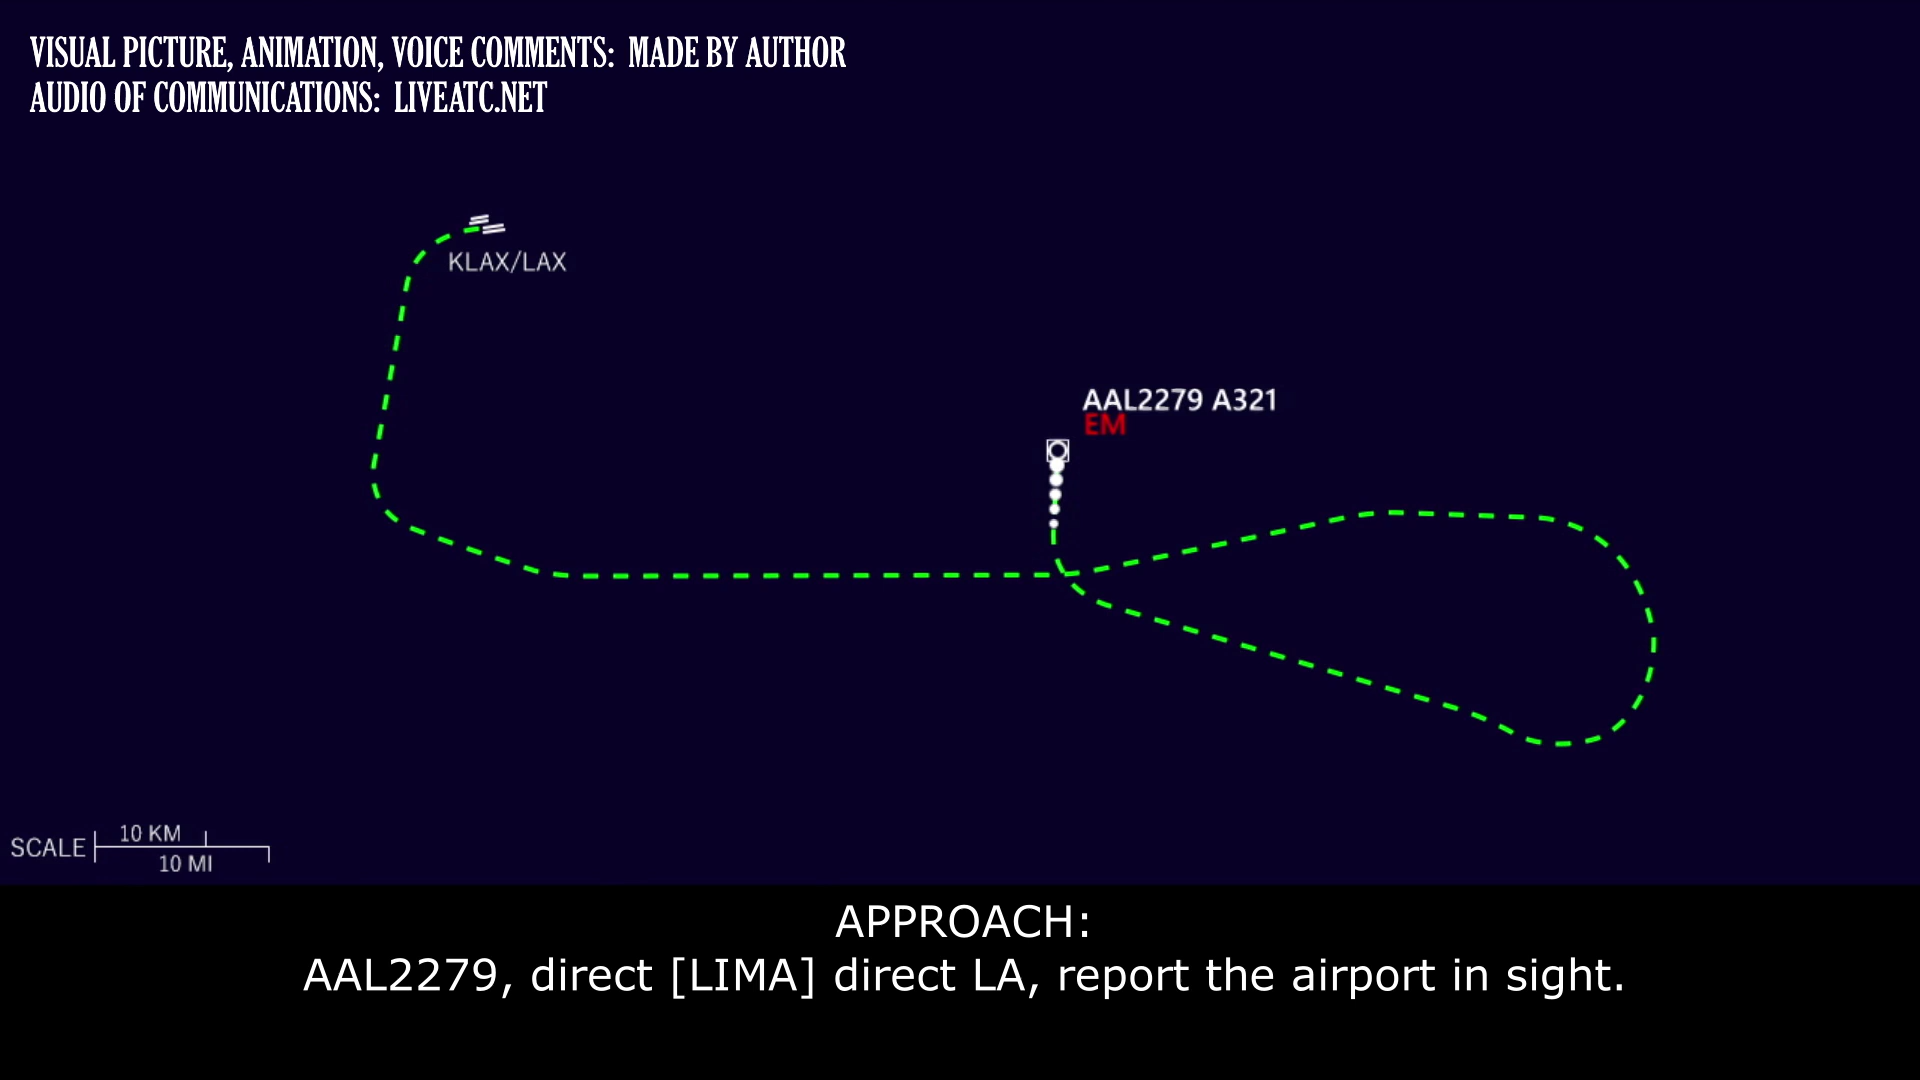 VISUAL PICTURE, ANIMATION, VOICE COMMENTS: MADE BY AUTHOR
AUDIO OF COMMUNICATIONS: LIVEATC.NET
KLAX/LAX
AAL2279 A321
EM
SCALE
10 KM
10 MI
APPROACH:
AAL2279, direct [LIMA] direct LA, report the airport in sight.